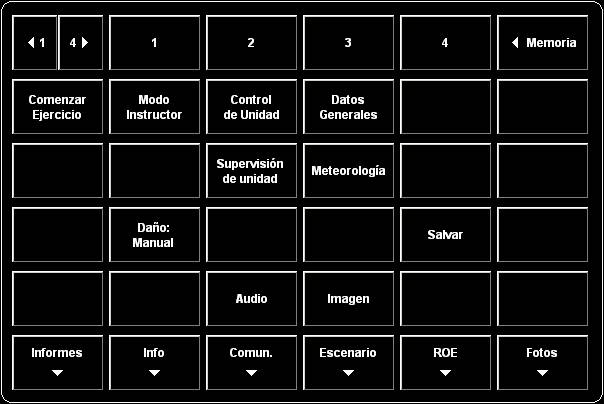 ◀ 1 4 ▶ 1 2 3 4 ◀ Memoria
Comenzar Ejercicio
Modo Instructor
Control de Unidad
Datos Generales
Supervisión de unidad
Meteorología
Daño: Manual
Salvar
Audio
Imagen
Informes Info Comun. Escenario ROE Fotos